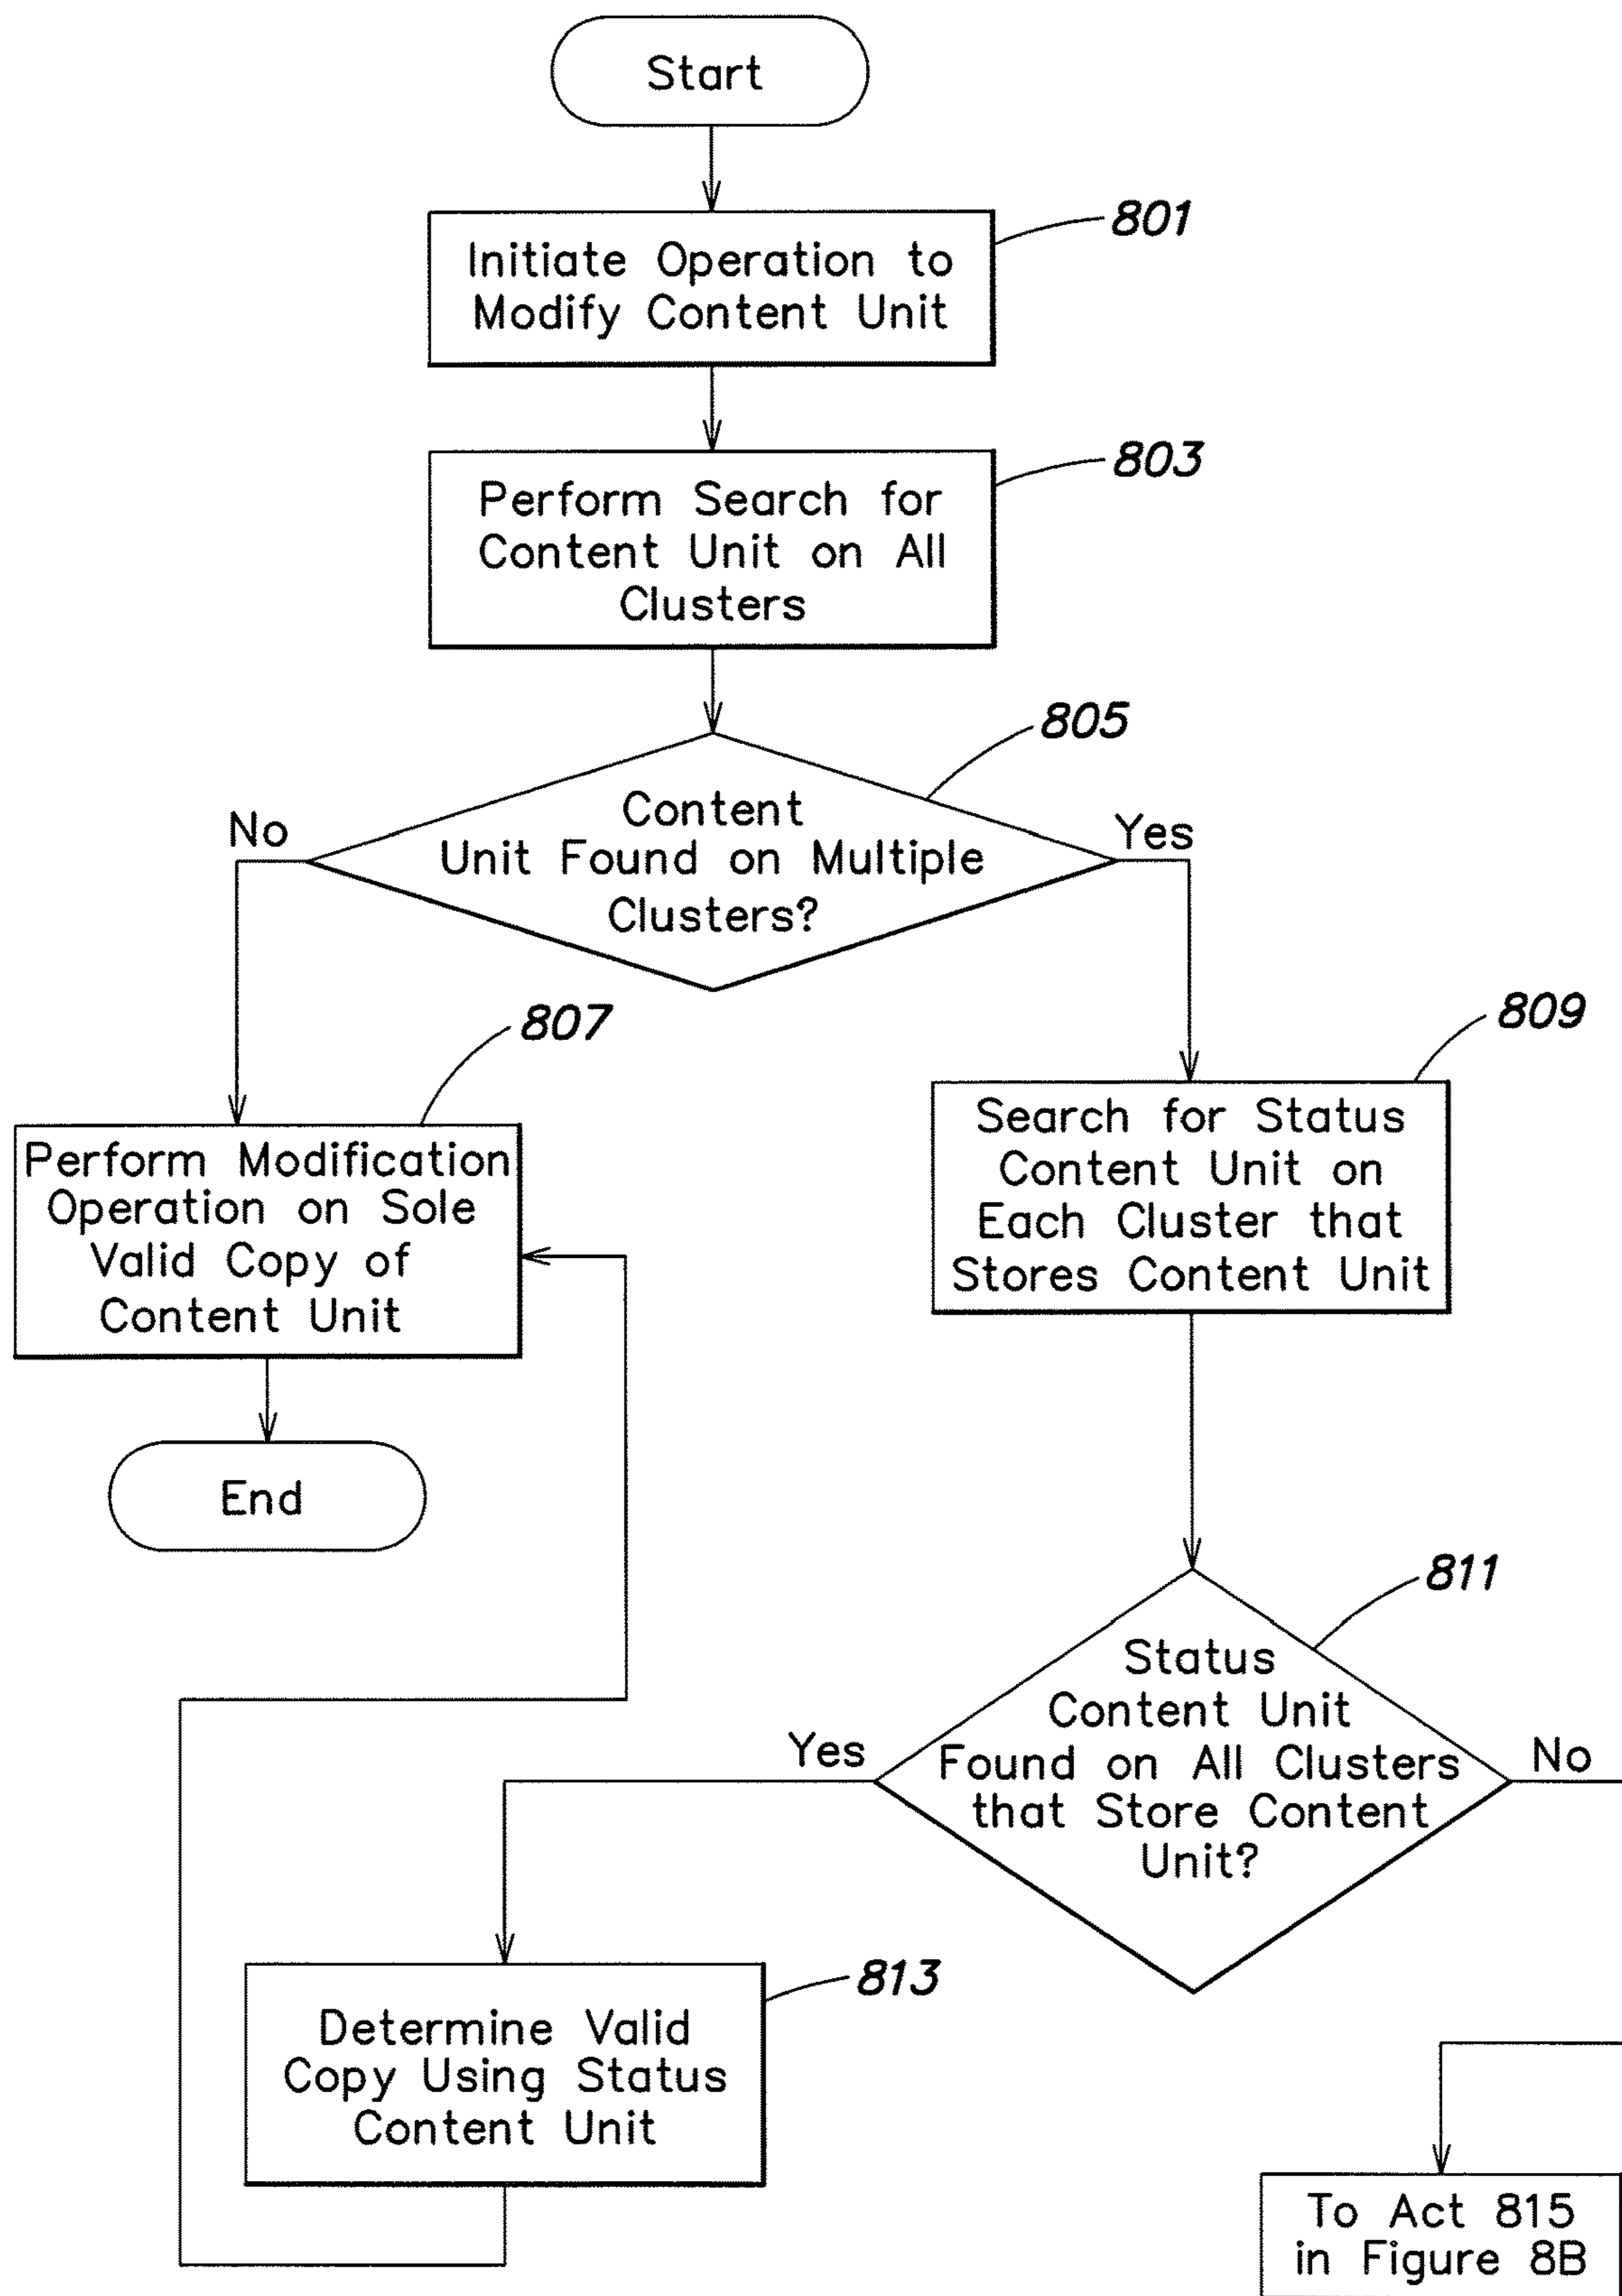 Start
801
Initiate Operation to
Modify Content Unit
803
Perform Search for
Content Unit on All
Clusters
805
Content
Unit Found on Multiple
Clusters?
No
Yes
807
Perform Modification
Operation on Sole
Valid Copy of
Content Unit
End
809
Search for Status
Content Unit on
Each Cluster that
Stores Content Unit
811
Status
Content Unit
Found on All Clusters
that Store Content
Unit?
Yes
No
813
Determine Valid
Copy Using Status
Content Unit
To Act 815
in Figure 8B